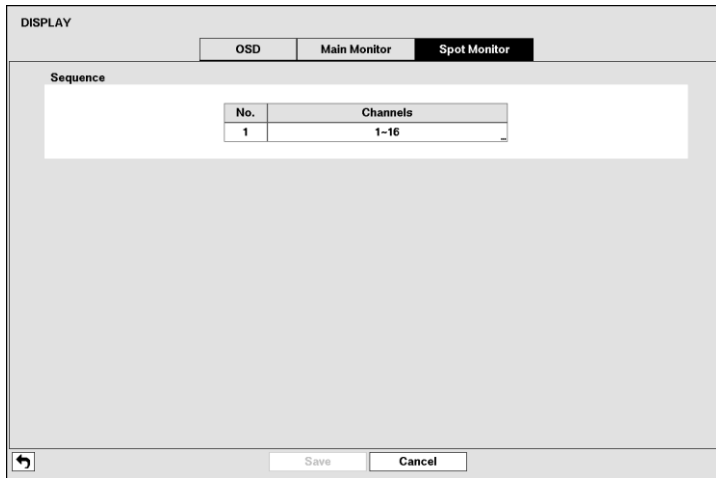 DISPLAY
OSD Main Monitor Spot Monitor
Sequence
No. Channels
1 1~16
Save Cancel